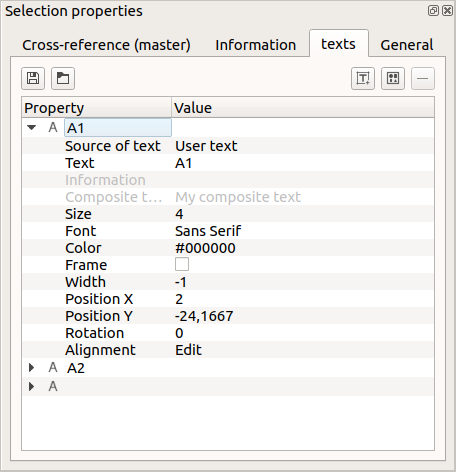 Selection properties
Cross-reference (master) Information texts General
Property Value
A A1
Source of text User text
Text A1
Information
Composite t... My composite text
Size 4
Font Sans Serif
Color #000000
Frame
Width -1
Position X 2
Position Y -24,1667
Rotation 0
Alignment Edit
A A2
A